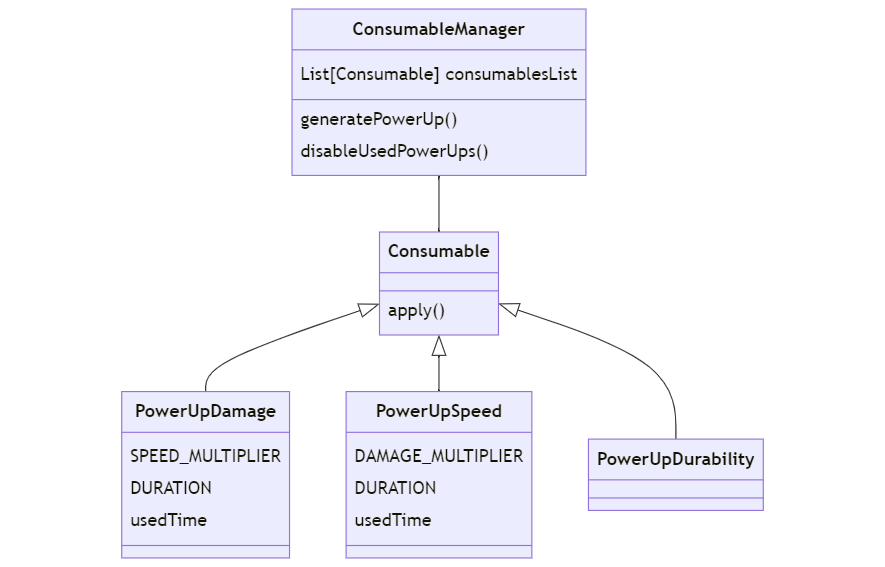 ConsumableManager
List[Consumable] consumablesList
generatePowerUp()
disableUsedPowerUps()
Consumable
apply()
PowerUpDamage
SPEED_MULTIPLIER
DURATION
usedTime
PowerUpSpeed
DAMAGE_MULTIPLIER
DURATION
usedTime
PowerUpDurability